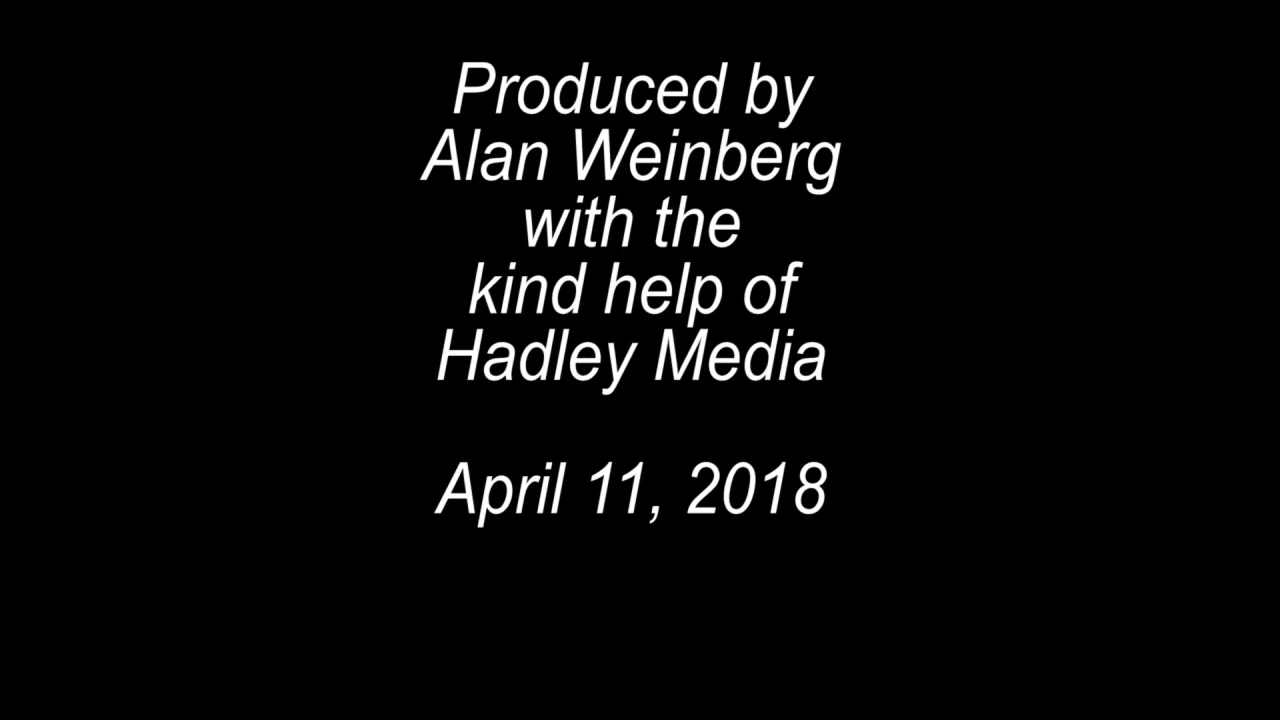 Produced by
Alan Weinberg
with the
kind help of
Hadley Media
April 11, 2018